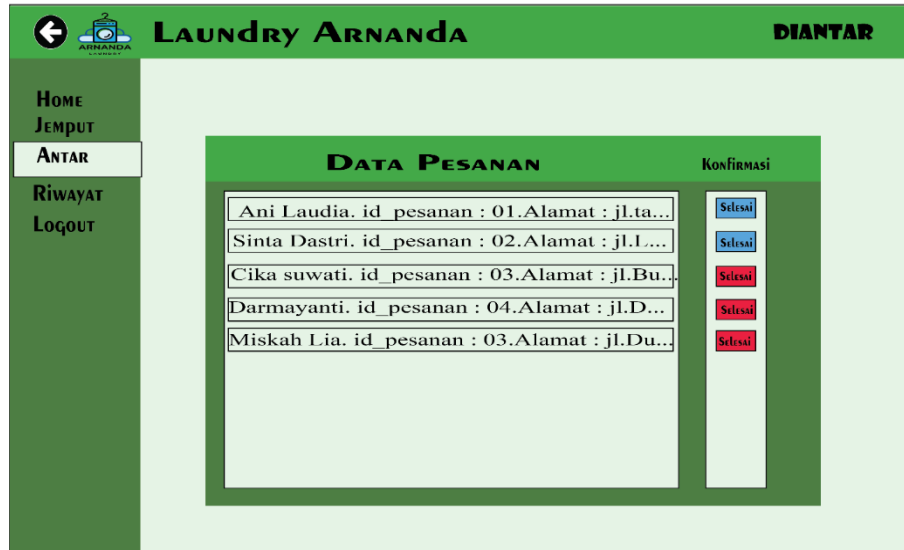 ARNANDA
LAUNDRY
Laundry Arnanda
DIANTAR
Home
Jemput
Antar
Riwayat
Logout
Data Pesanan
Konfirmasi
Ani Laudia. id_pesanan : 01.Alamat : jl.ta...
Selesai
Sinta Dastri. id_pesanan : 02.Alamat : jl.L...
Selesai
Cika suwati. id_pesanan : 03.Alamat : jl.Bu...
Selesai
Darmayanti. id_pesanan : 04.Alamat : jl.D...
Selesai
Miskah Lia. id_pesanan : 03.Alamat : jl.Du...
Selesai